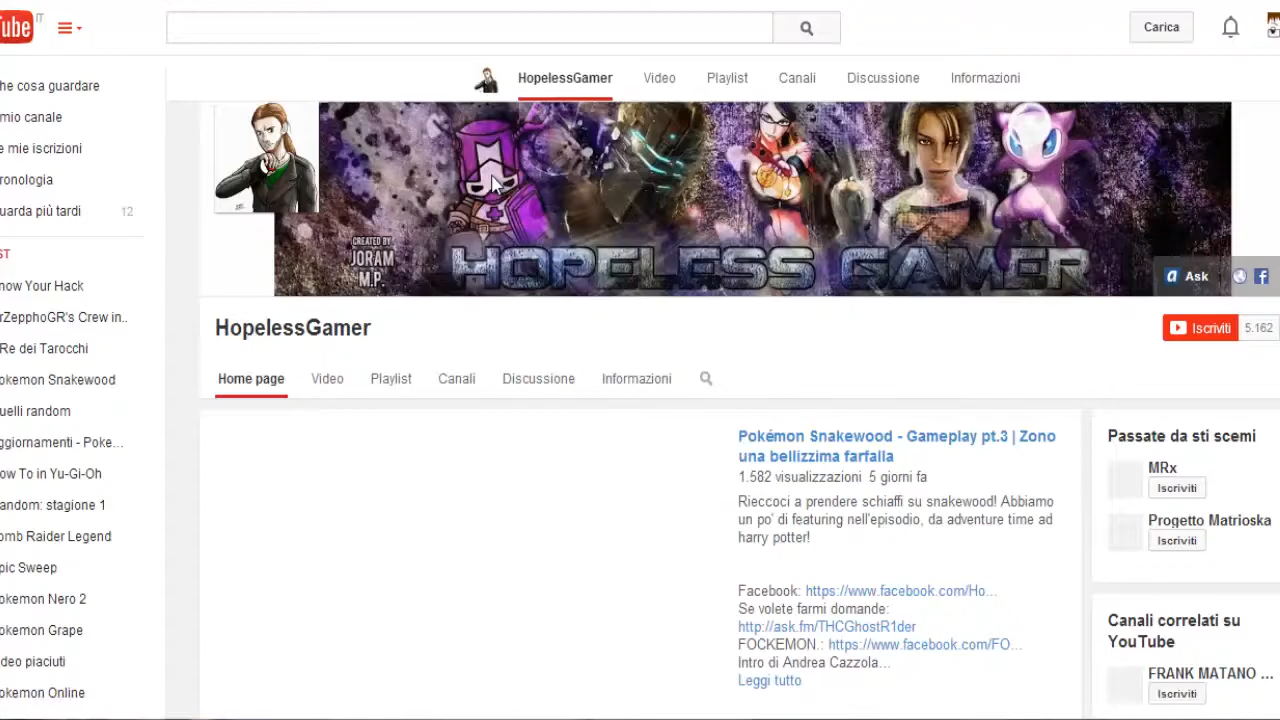 Tube IT
Carica
HopelessGamer Video Playlist Canali Discussione Informazioni
he cosa guardare
mio canale
e mie iscrizioni
ronologia
uarda più tardi 12
ST
now Your Hack
rZepphoGR's Crew in..
Re dei Tarocchi
okemon Snakewood
uelli random
ggiornamenti - Poke...
ow To in Yu-Gi-Oh
andom: stagione 1
omb Raider Legend
pic Sweep
okemon Nero 2
okemon Grape
deo piaciuti
okemon Online
CREATED BY
JORAM
M.P.
HOPELESS GAMER
a Ask f
HopelessGamer
Iscriviti 5.162
Home page Video Playlist Canali Discussione Informazioni
Pokémon Snakewood - Gameplay pt.3 | Zono
una bellizzima farfalla
1.582 visualizzazioni 5 giorni fa
Rieccoci a prendere schiaffi su snakewood! Abbiamo
un po' di featuring nell'episodio, da adventure time ad
harry potter!
Facebook: https://www.facebook.com/Ho...
Se volete farmi domande:
http://ask.fm/THCGhostR1der
FOCKEMON.: https://www.facebook.com/FO...
Intro di Andrea Cazzola...
Leggi tutto
Passate da sti scemi
MRx
Iscriviti
Progetto Matrioska
Iscriviti
Canali correlati su
YouTube
FRANK MATANO ...
Iscriviti